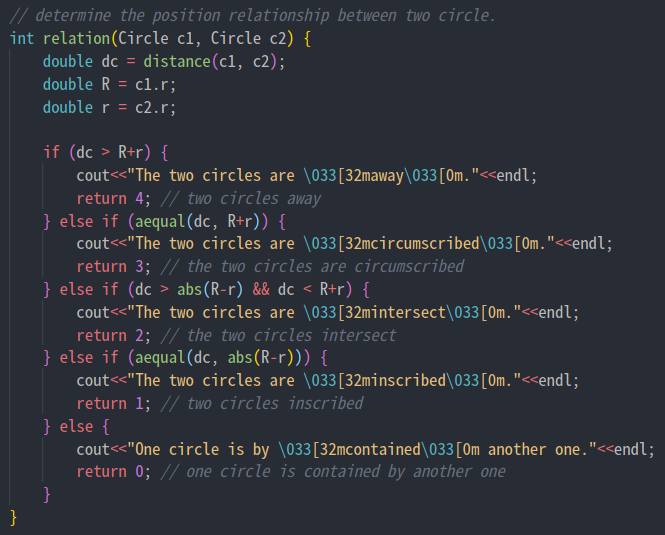 // determine the position relationship between two circle.
int relation(Circle c1, Circle c2) {
    double dc = distance(c1, c2);
    double R = c1.r;
    double r = c2.r;

    if (dc > R+r) {
        cout<<"The two circles are \033[32maway\033[0m."<<endl;
        return 4; // two circles away
    } else if (aequal(dc, R+r)) {
        cout<<"The two circles are \033[32mcircumscribed\033[0m."<<endl;
        return 3; // the two circles are circumscribed
    } else if (dc > abs(R-r) && dc < R+r) {
        cout<<"The two circles are \033[32mintersect\033[0m."<<endl;
        return 2; // the two circles intersect
    } else if (aequal(dc, abs(R-r))) {
        cout<<"The two circles are \033[32minscribed\033[0m."<<endl;
        return 1; // two circles inscribed
    } else {
        cout<<"One circle is by \033[32mcontained\033[0m another one."<<endl;
        return 0; // one circle is contained by another one
    }
}